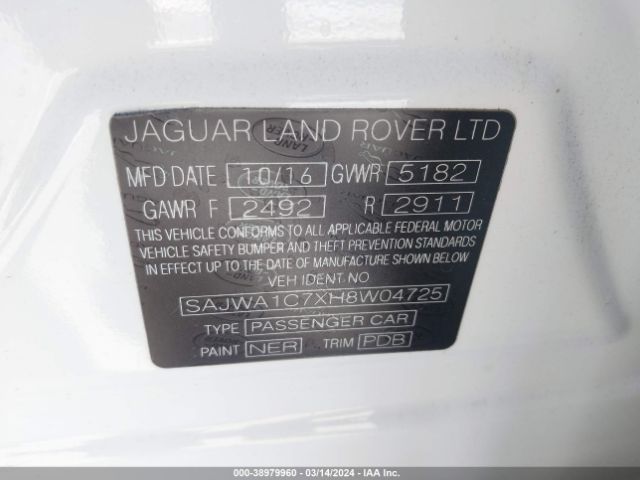 JAGUAR LAND ROVER LTD
MFD DATE 10/16 GVWR 5182
GAWR F 2492 R 2911
THIS VEHICLE CONFORMS TO ALL APPLICABLE FEDERAL MOTOR
VEHICLE SAFETY BUMPER AND THEFT PREVENTION STANDARDS
IN EFFECT UP TO THE DATE OF MANUFACTURE SHOWN BELOW
VEH IDENT NO
SAJWA1C7XH8W04725
TYPE PASSENGER CAR
PAINT NER TRIM PDB
000-38979960 - 03/14/2024 - IAA Inc.